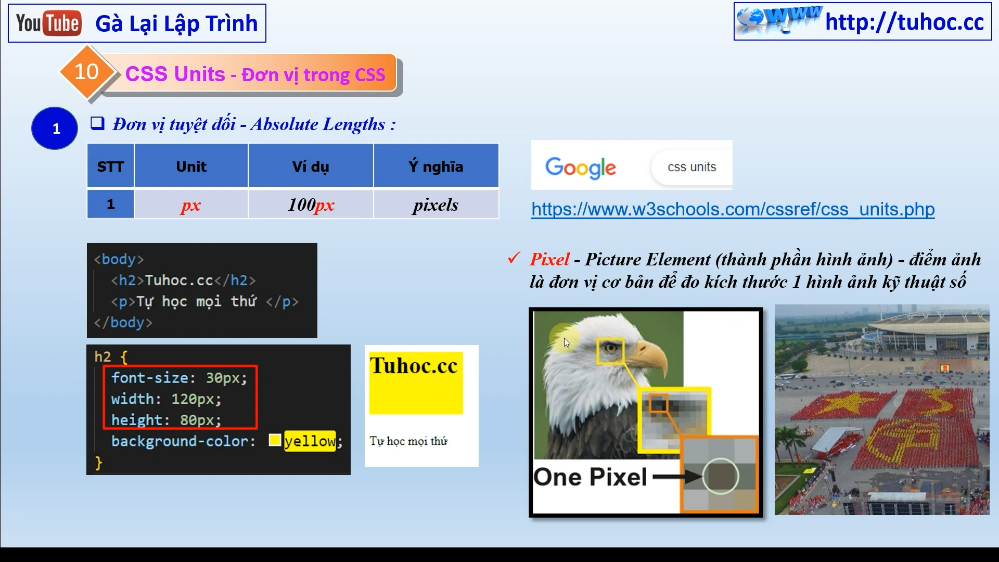 YouTube Gà Lại Lập Trình
www http://tuhoc.cc
10 CSS Units - Đơn vị trong CSS
1 Đơn vị tuyệt dối - Absolute Lengths :
STT Unit Ví dụ Ý nghĩa
1 px 100px pixels
Google css units
https://www.w3schools.com/cssref/css_units.php
<body>
<h2>Tuhoc.cc</h2>
<p>Tự học mọi thứ </p>
</body>
h2 {
font-size: 30px;
width: 120px;
height: 80px;
background-color: yellow;
}
Tuhoc.cc
Tự học mọi thứ
Pixel - Picture Element (thành phần hình ảnh) - điểm ảnh
là đơn vị cơ bản để đo kích thước 1 hình ảnh kỹ thuật số
One Pixel